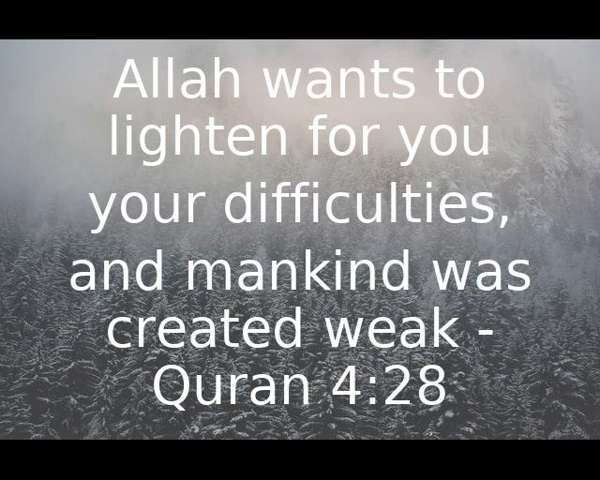 Allah wants to
lighten for you
your difficulties,
and mankind was
created weak -
Quran 4:28